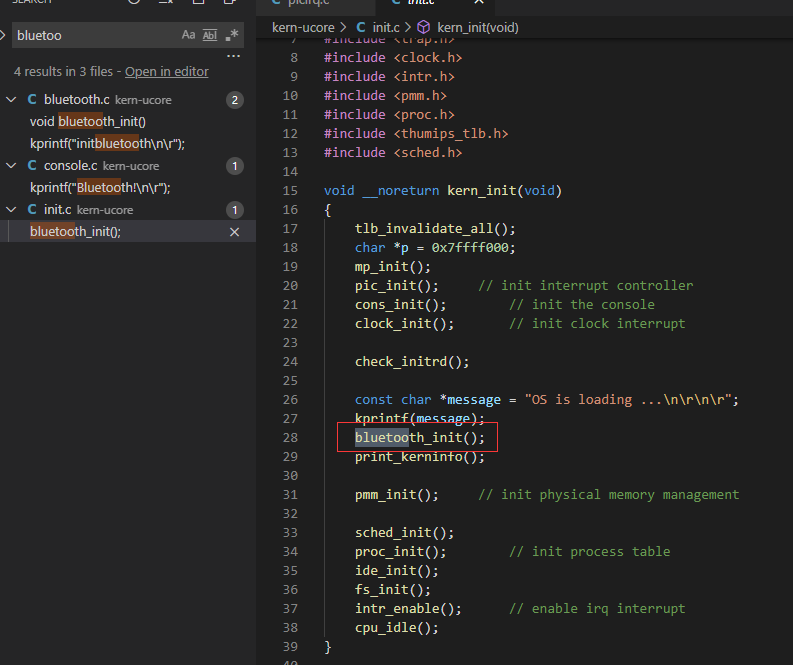 SEARCH
bluetoo
Aa Abl .*
...
4 results in 3 files - Open in editor
C bluetooth.c kern-ucore 2
void bluetooth_init()
kprintf("initbluetooth\n\r");
C console.c kern-ucore 1
kprintf("Bluetooth!\n\r");
C init.c kern-ucore 1
bluetooth_init();
C picirq.c C init.c
kern-ucore > C init.c > kern_init(void)
7 #include <trap.h>
8 #include <clock.h>
9 #include <intr.h>
10 #include <pmm.h>
11 #include <proc.h>
12 #include <thumips_tlb.h>
13 #include <sched.h>
14
15 void __noreturn kern_init(void)
16 {
17 tlb_invalidate_all();
18 char *p = 0x7ffff000;
19 mp_init();
20 pic_init(); // init interrupt controller
21 cons_init(); // init the console
22 clock_init(); // init clock interrupt
23
24 check_initrd();
25
26 const char *message = "OS is loading ...\n\r\n\r";
27 kprintf(message);
28 bluetooth_init();
29 print_kerninfo();
30
31 pmm_init(); // init physical memory management
32
33 sched_init();
34 proc_init(); // init process table
35 ide_init();
36 fs_init();
37 intr_enable(); // enable irq interrupt
38 cpu_idle();
39 }
40